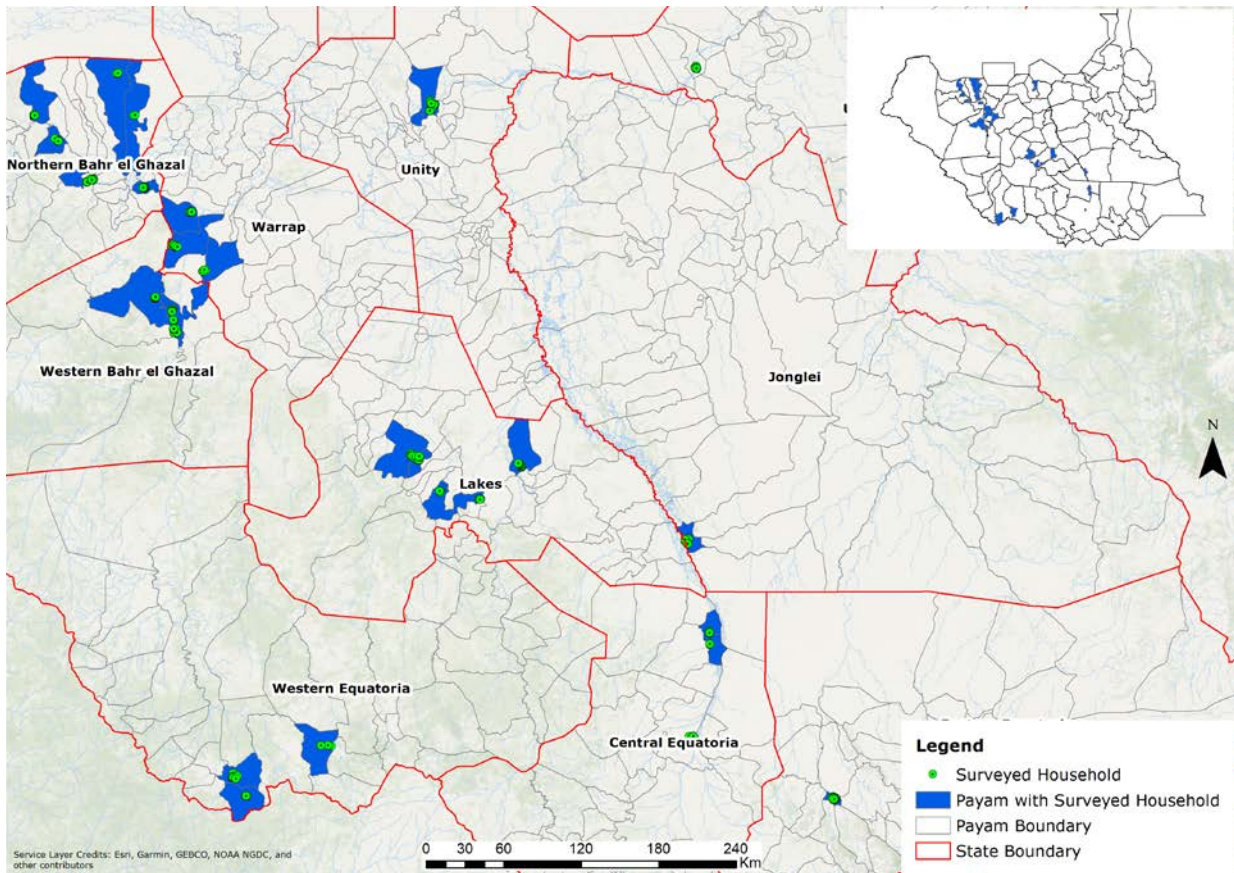 Northern Bahr el Ghazal
Unity
Warrap
Western Bahr el Ghazal
Jonglei
N
Lakes
Western Equatoria
Central Equatoria
Legend
Surveyed Household
Payam with Surveyed Household
Payam Boundary
State Boundary
Service Layer Credits: Esri, Garmin, GEBCO, NOAA NGDC, and
other contributors
0 30 60 120 180 240
Km